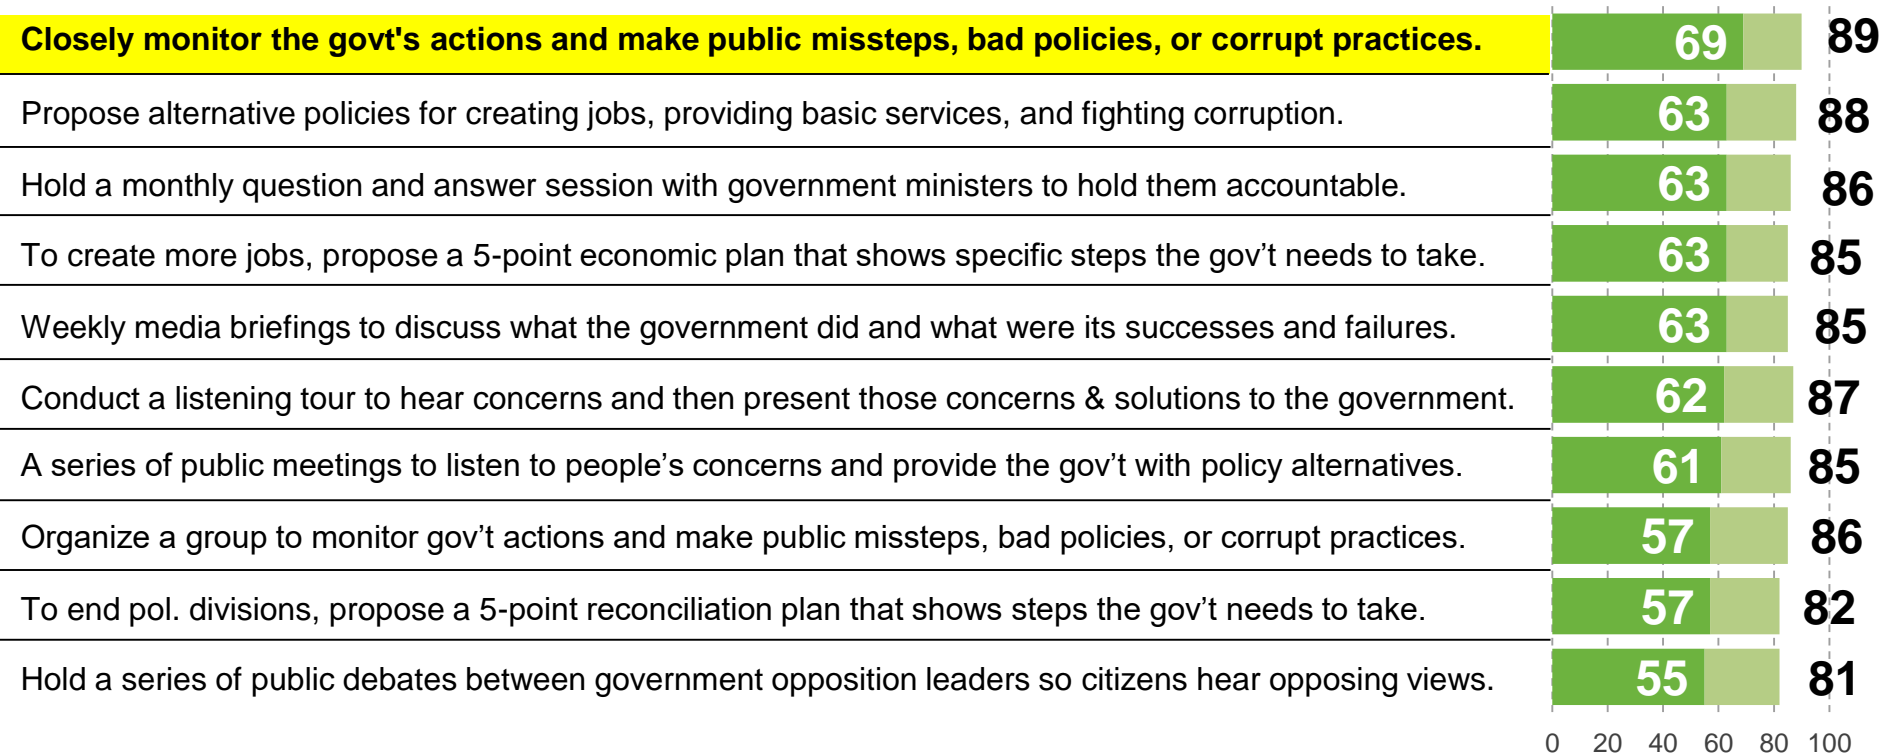 Closely monitor the govt's actions and make public missteps, bad policies, or corrupt practices. 69 89
Propose alternative policies for creating jobs, providing basic services, and fighting corruption. 63 88
Hold a monthly question and answer session with government ministers to hold them accountable. 63 86
To create more jobs, propose a 5-point economic plan that shows specific steps the gov’t needs to take. 63 85
Weekly media briefings to discuss what the government did and what were its successes and failures. 63 85
Conduct a listening tour to hear concerns and then present those concerns & solutions to the government. 62 87
A series of public meetings to listen to people’s concerns and provide the gov’t with policy alternatives. 61 85
Organize a group to monitor gov’t actions and make public missteps, bad policies, or corrupt practices. 57 86
To end pol. divisions, propose a 5-point reconciliation plan that shows steps the gov’t needs to take. 57 82
Hold a series of public debates between government opposition leaders so citizens hear opposing views. 55 81
0 20 40 60 80 100